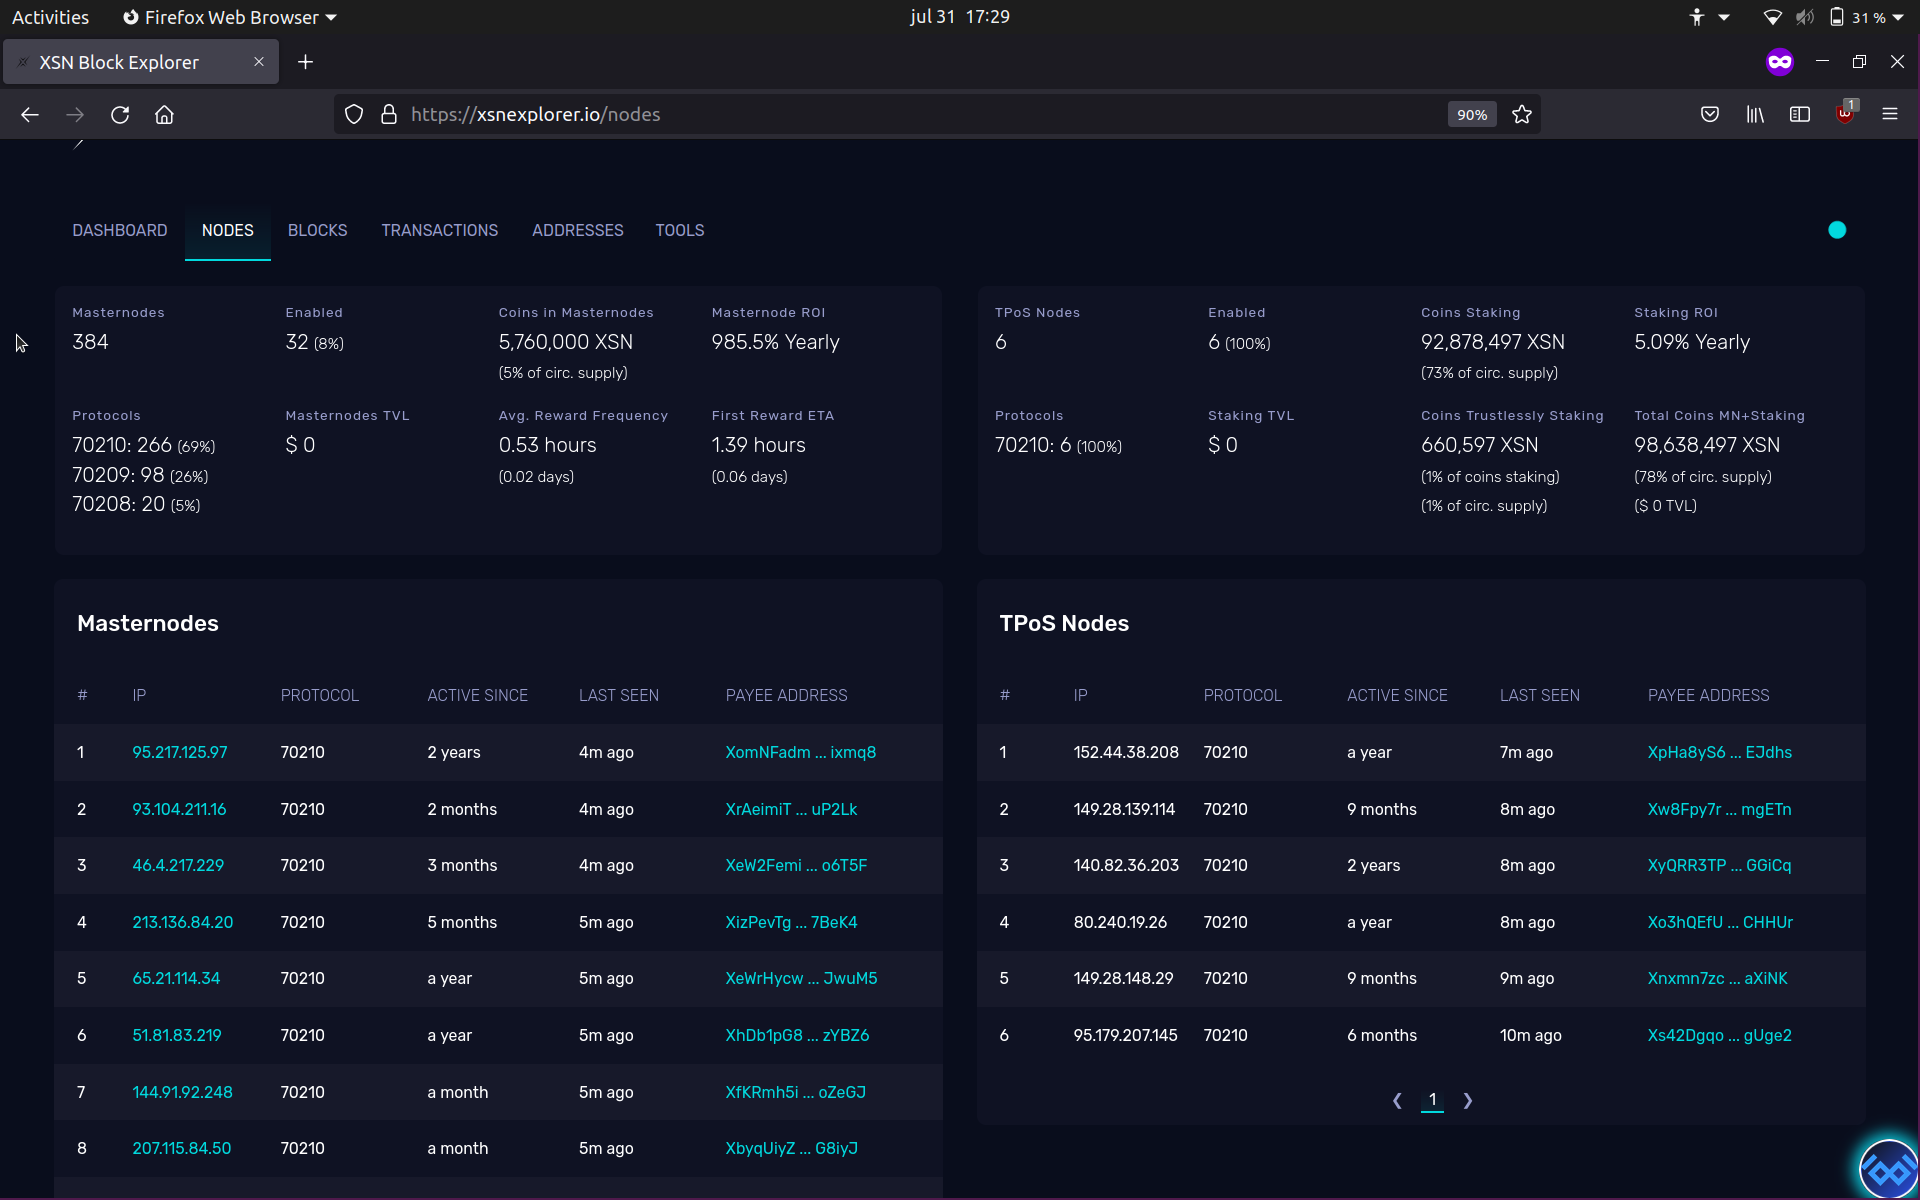 Activities Firefox Web Browser jul 31 17:29 31 %
XSN Block Explorer
https://xsnexplorer.io/nodes 90% 1
DASHBOARD NODES BLOCKS TRANSACTIONS ADDRESSES TOOLS
Masternodes Enabled Coins in Masternodes Masternode ROI
384 32 (8%) 5,760,000 XSN 985.5% Yearly
(5% of circ. supply)
Protocols Masternodes TVL Avg. Reward Frequency First Reward ETA
70210: 266 (69%) $ 0 0.53 hours 1.39 hours
70209: 98 (26%) (0.02 days) (0.06 days)
70208: 20 (5%)
TPoS Nodes Enabled Coins Staking Staking ROI
6 6 (100%) 92,878,497 XSN 5.09% Yearly
(73% of circ. supply)
Protocols Staking TVL Coins Trustlessly Staking Total Coins MN+Staking
70210: 6 (100%) $ 0 660,597 XSN 98,638,497 XSN
(1% of coins staking) (78% of circ. supply)
(1% of circ. supply) ($ 0 TVL)
Masternodes
# IP PROTOCOL ACTIVE SINCE LAST SEEN PAYEE ADDRESS
1 95.217.125.97 70210 2 years 4m ago XomNFadm ... ixmq8
2 93.104.211.16 70210 2 months 4m ago XrAeimiT ... uP2Lk
3 46.4.217.229 70210 3 months 4m ago XeW2Femi ... o6T5F
4 213.136.84.20 70210 5 months 5m ago XizPevTg ... 7BeK4
5 65.21.114.34 70210 a year 5m ago XeWrHycw ... JwuM5
6 51.81.83.219 70210 a year 5m ago XhDb1pG8 ... zYBZ6
7 144.91.92.248 70210 a month 5m ago XfKRmh5i ... oZeGJ
8 207.115.84.50 70210 a month 5m ago XbyqUiyZ ... G8iyJ
TPoS Nodes
# IP PROTOCOL ACTIVE SINCE LAST SEEN PAYEE ADDRESS
1 152.44.38.208 70210 a year 7m ago XpHa8yS6 ... EJdhs
2 149.28.139.114 70210 9 months 8m ago Xw8Fpy7r ... mgETn
3 140.82.36.203 70210 2 years 8m ago XyQRR3TP ... GGiCq
4 80.240.19.26 70210 a year 8m ago Xo3hQEfU ... CHHUr
5 149.28.148.29 70210 9 months 9m ago Xnxmn7zc ... aXiNK
6 95.179.207.145 70210 6 months 10m ago Xs42Dgqo ... gUge2
❮ 1 ❯